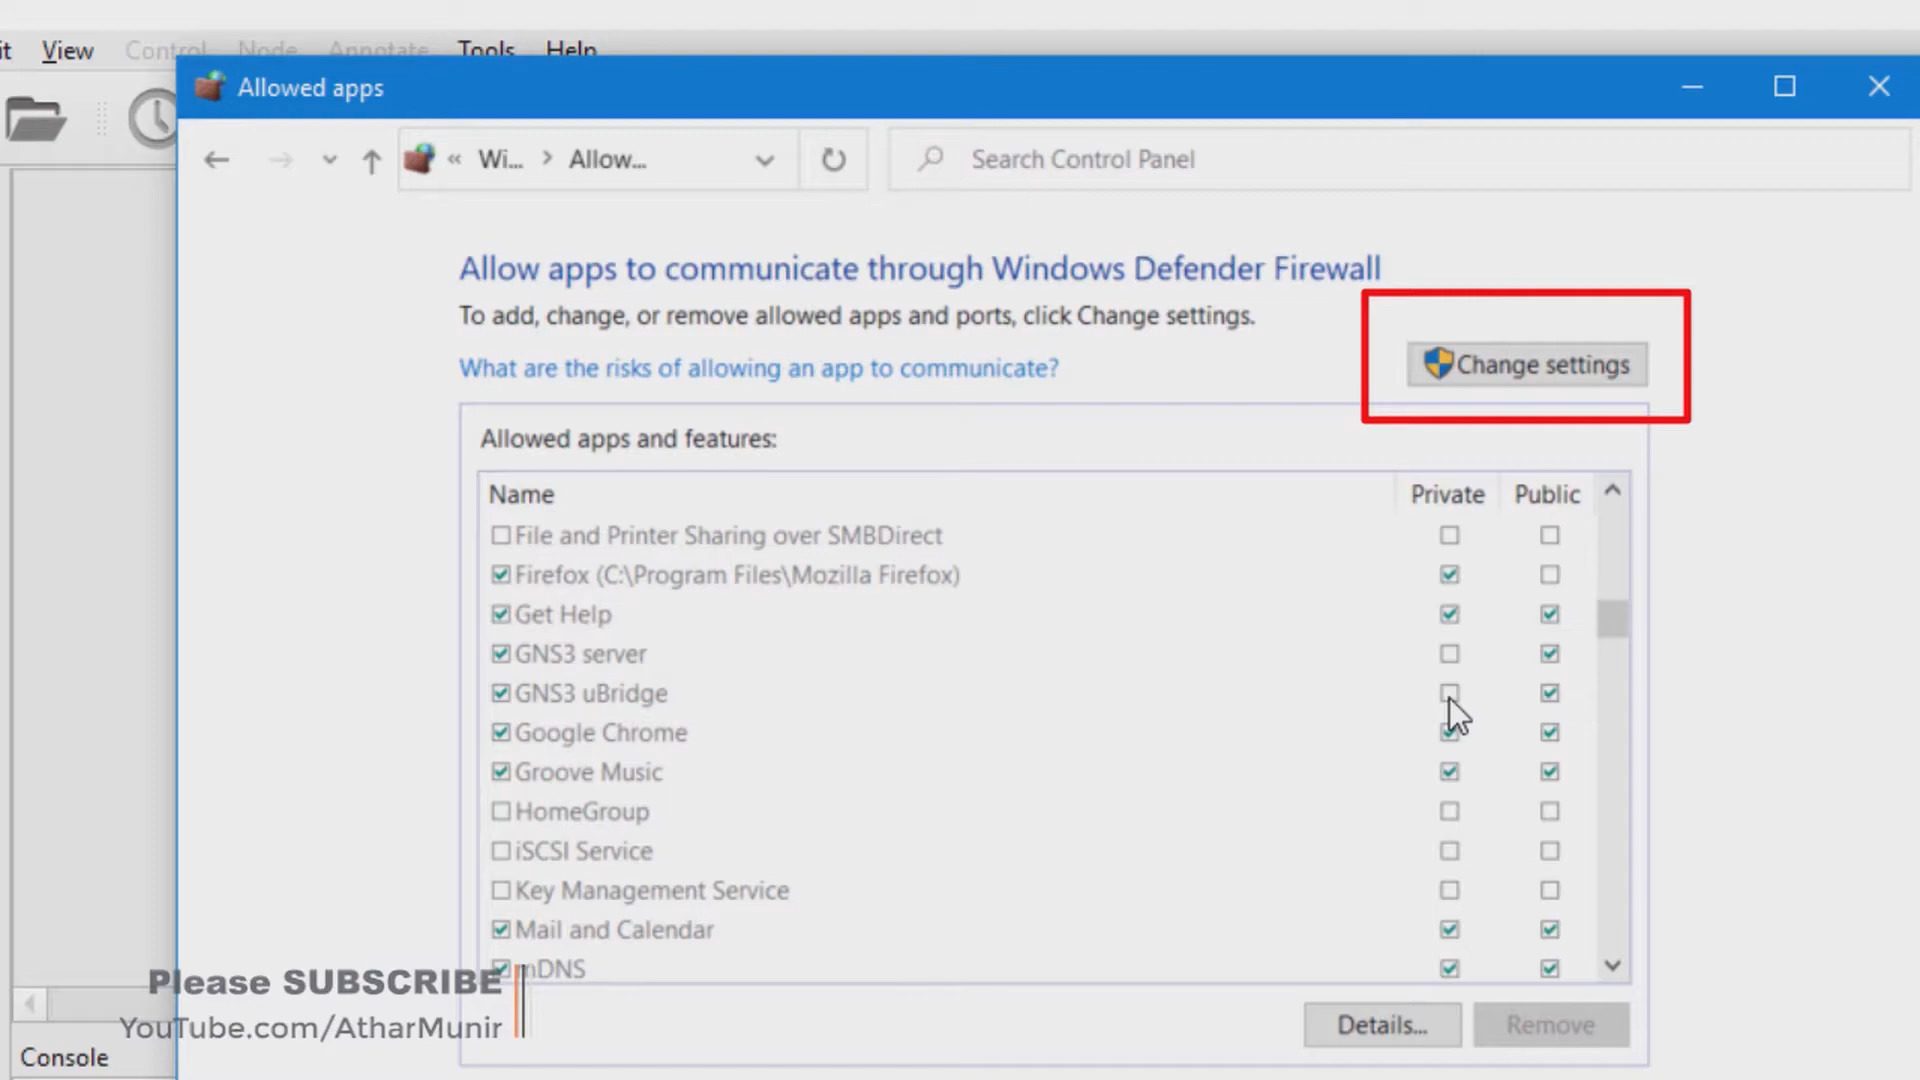 it View Control Node Annotate Tools Help
Allowed apps
« Wi... > Allow... Search Control Panel
Allow apps to communicate through Windows Defender Firewall
To add, change, or remove allowed apps and ports, click Change settings.
What are the risks of allowing an app to communicate?
Change settings
Allowed apps and features:
Name Private Public
File and Printer Sharing over SMBDirect
Firefox (C:\Program Files\Mozilla Firefox)
Get Help
GNS3 server
GNS3 uBridge
Google Chrome
Groove Music
HomeGroup
iSCSI Service
Key Management Service
Mail and Calendar
mDNS
Please SUBSCRIBE
YouTube.com/AtharMunir
Details... Remove
Console